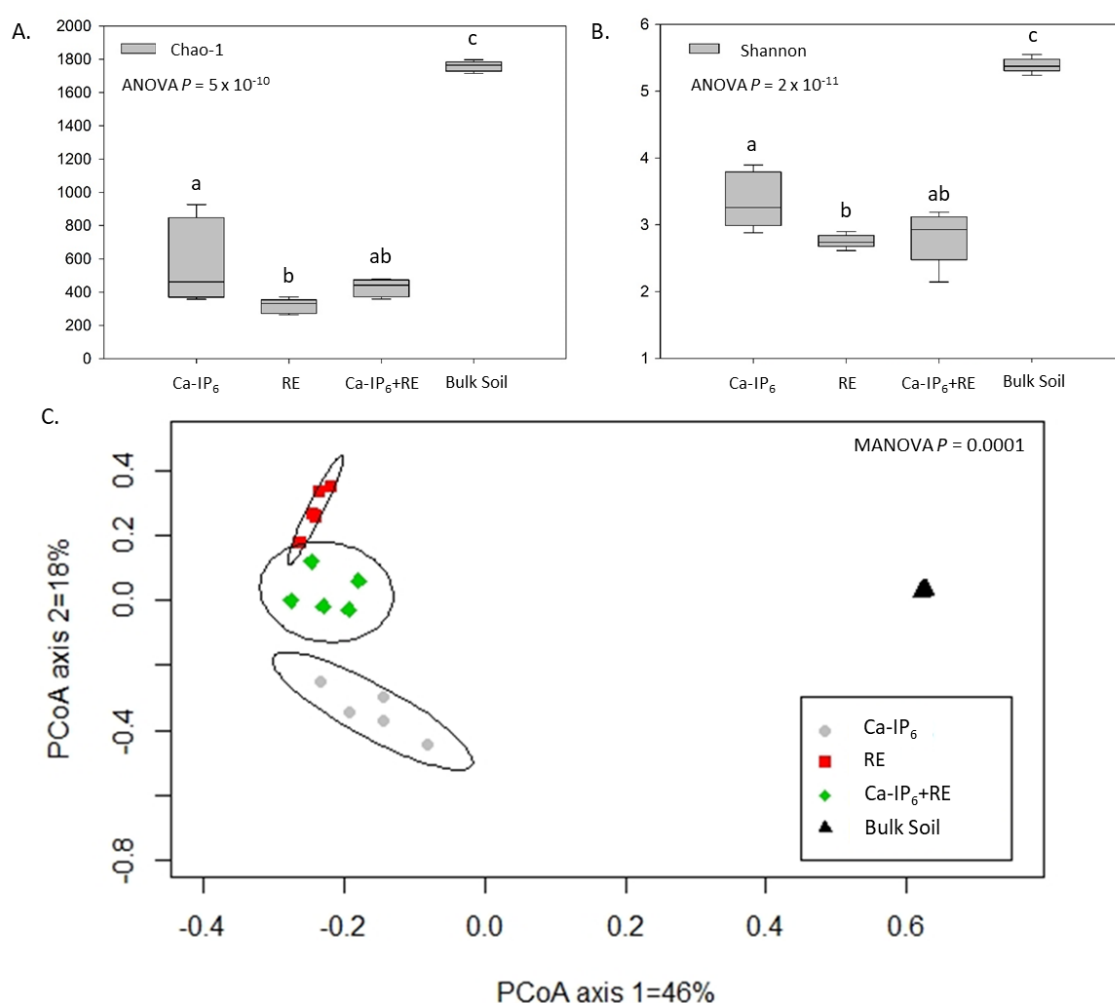 A.
Chao-1
ANOVA P = 5 x 10⁻¹⁰
2000
1800
1600
1400
1200
1000
800
600
400
200
0
a
b
ab
c
Ca-IP₆
RE
Ca-IP₆+RE
Bulk Soil
B.
Shannon
ANOVA P = 2 x 10⁻¹¹
6
5
4
3
2
1
a
b
ab
c
Ca-IP₆
RE
Ca-IP₆+RE
Bulk Soil
C.
MANOVA P = 0.0001
PCoA axis 2=18%
0.4
0.2
0.0
-0.4
-0.8
Ca-IP₆
RE
Ca-IP₆+RE
Bulk Soil
-0.4
-0.2
0.0
0.2
0.4
0.6
PCoA axis 1=46%